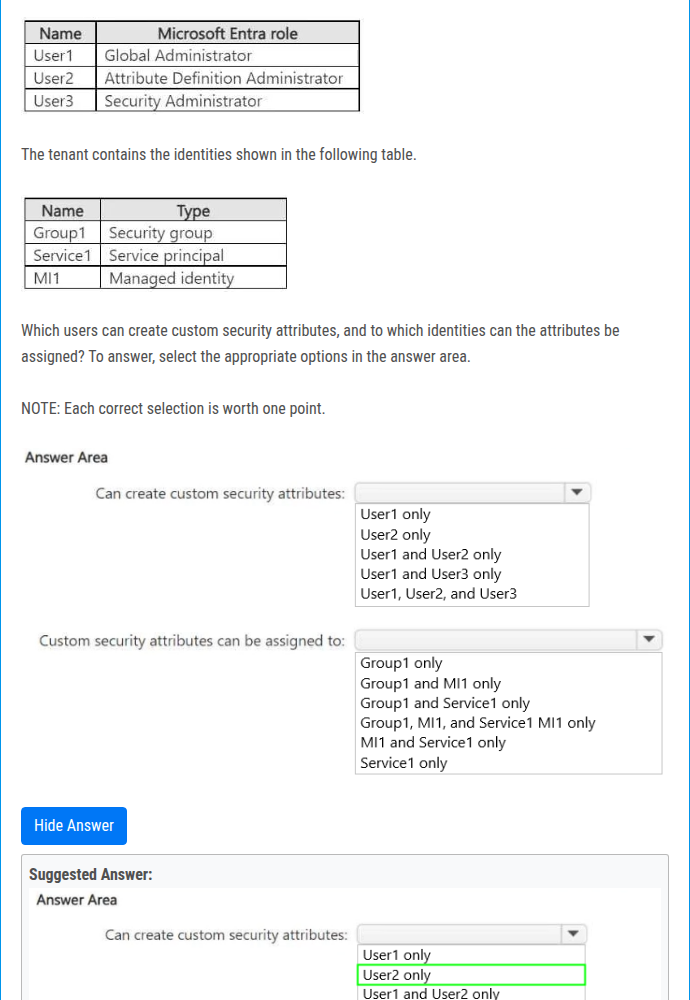 Name Microsoft Entra role
User1 Global Administrator
User2 Attribute Definition Administrator
User3 Security Administrator
The tenant contains the identities shown in the following table.
Name Type
Group1 Security group
Service1 Service principal
MI1 Managed identity
Which users can create custom security attributes, and to which identities can the attributes be
assigned? To answer, select the appropriate options in the answer area.
NOTE: Each correct selection is worth one point.
Answer Area
Can create custom security attributes:
User1 only
User2 only
User1 and User2 only
User1 and User3 only
User1, User2, and User3
Custom security attributes can be assigned to:
Group1 only
Group1 and MI1 only
Group1 and Service1 only
Group1, MI1, and Service1 MI1 only
MI1 and Service1 only
Service1 only
Hide Answer
Suggested Answer:
Answer Area
Can create custom security attributes:
User1 only
User2 only
User1 and User2 only